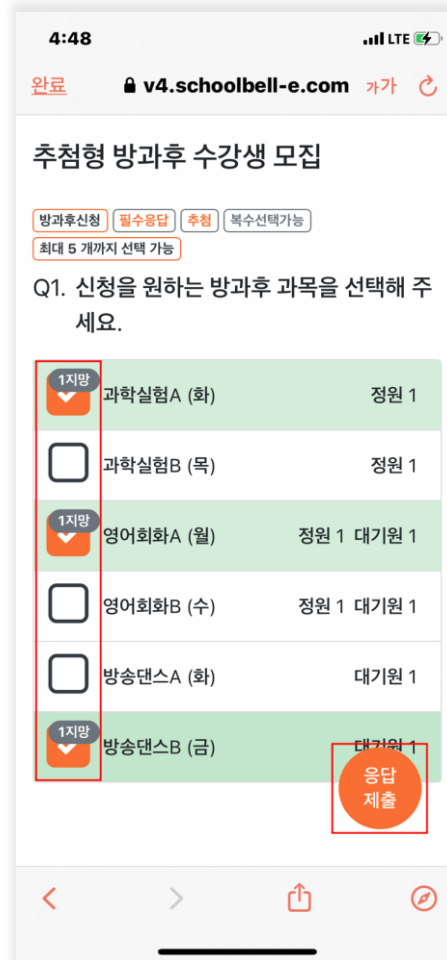 4:48
LTE
완료
v4.schoolbell-e.com
가가
추첨형 방과후 수강생 모집
방과후신청 필수응답 추첨 복수선택가능
최대 5 개까지 선택 가능
Q1. 신청을 원하는 방과후 과목을 선택해 주
세요.
1지망
과학실험A (화) 정원 1
과학실험B (목) 정원 1
1지망
영어회화A (월) 정원 1 대기원 1
영어회화B (수) 정원 1 대기원 1
방송댄스A (화) 대기원 1
1지망
방송댄스B (금) 대기원 1
응답
제출